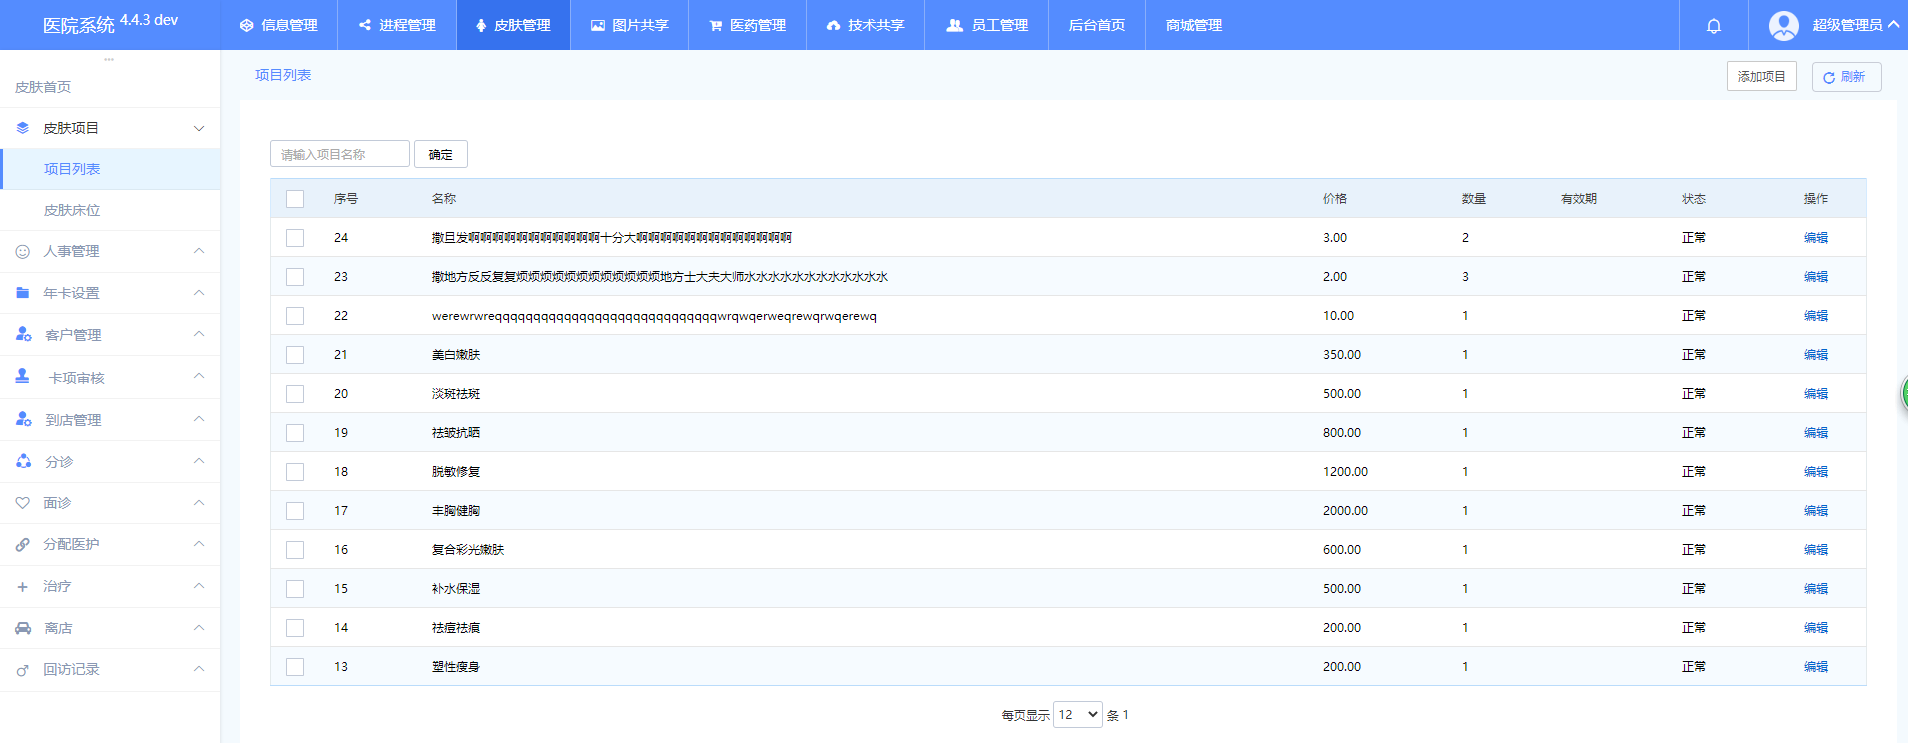 医院系统 4.4.3 dev
信息管理 进程管理 皮肤管理 图片共享 医药管理 技术共享 员工管理 后台首页 商城管理 超级管理员
皮肤首页
皮肤项目
项目列表
皮肤床位
人事管理
年卡设置
客户管理
卡项审核
到店管理
分诊
面诊
分配医护
治疗
离店
回访记录
项目列表 添加项目 刷新
请输入项目名称 确定
序号 名称 价格 数量 有效期 状态 操作
24 撒旦发啊啊啊啊啊啊啊啊啊啊啊十分大啊啊啊啊啊啊啊啊啊啊啊啊啊 3.00 2 正常 编辑
23 撒地方反反复复烦烦烦烦烦烦烦烦烦烦烦烦地方士大夫大师水水水水水水水水水水水水 2.00 3 正常 编辑
22 werewrwreqqqqqqqqqqqqqqqqqqqqqqqqqqqqqwrqwqerweqrewqrwqerewq 10.00 1 正常 编辑
21 美白嫩肤 350.00 1 正常 编辑
20 淡斑祛斑 500.00 1 正常 编辑
19 祛皱抗晒 800.00 1 正常 编辑
18 脱敏修复 1200.00 1 正常 编辑
17 丰胸健胸 2000.00 1 正常 编辑
16 复合彩光嫩肤 600.00 1 正常 编辑
15 补水保湿 500.00 1 正常 编辑
14 祛痘祛痕 200.00 1 正常 编辑
13 塑性瘦身 200.00 1 正常 编辑
每页显示 12 条 1